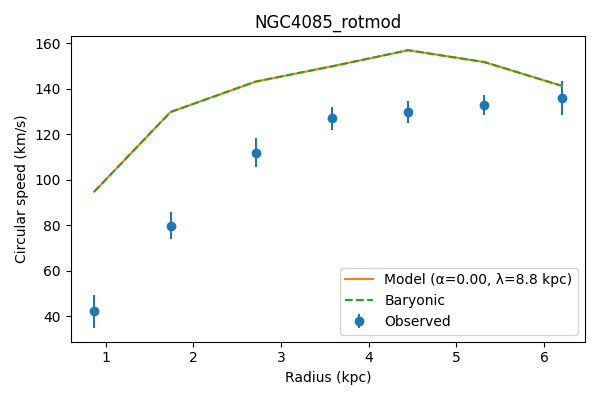 NGC4085_rotmod
160
140
120
100
80
60
40
Circular speed (km/s)
Model (α=0.00, λ=8.8 kpc)
Baryonic
Observed
1 2 3 4 5 6
Radius (kpc)